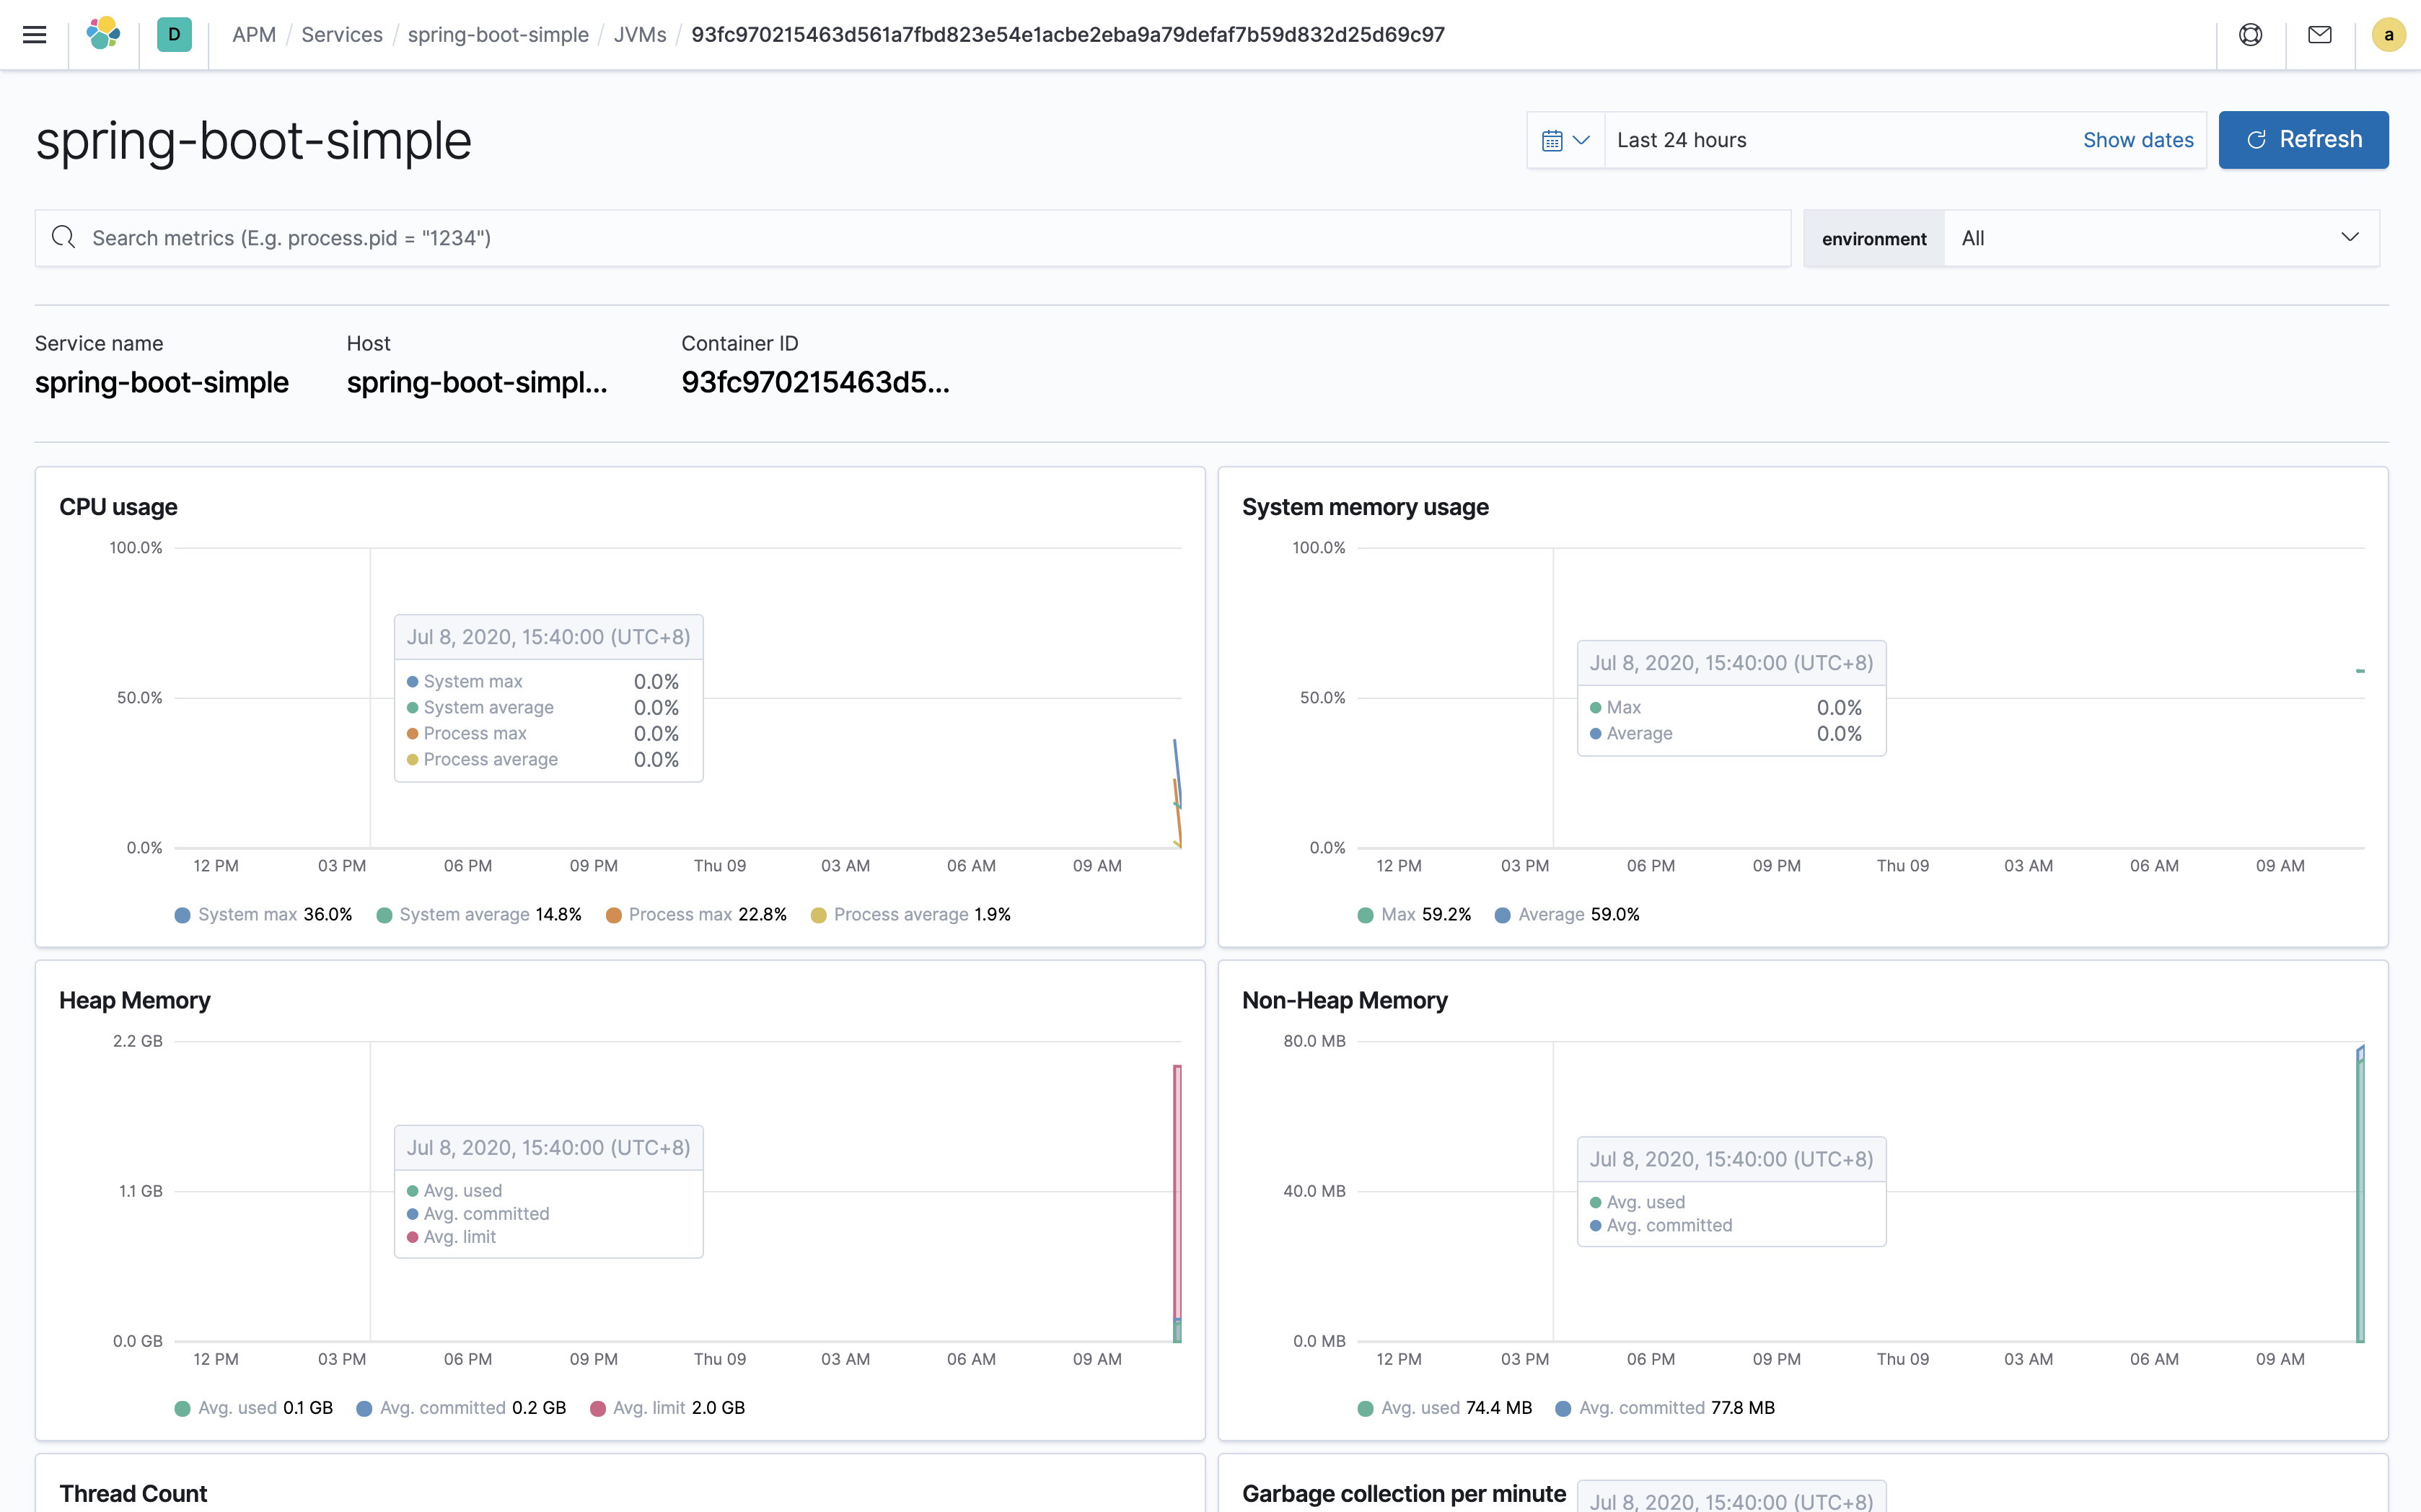 D APM / Services / spring-boot-simple / JVMs / 93fc970215463d561a7fbd823e54e1acbe2eba9a79defaf7b59d832d25d69c97 a
spring-boot-simple
Last 24 hours Show dates Refresh
Search metrics (E.g. process.pid = "1234") environment All
Service name Host Container ID
spring-boot-simple spring-boot-simpl... 93fc970215463d5...
CPU usage
100.0%
50.0%
0.0%
Jul 8, 2020, 15:40:00 (UTC+8)
System max 0.0%
System average 0.0%
Process max 0.0%
Process average 0.0%
12 PM 03 PM 06 PM 09 PM Thu 09 03 AM 06 AM 09 AM
System max 36.0% System average 14.8% Process max 22.8% Process average 1.9%
System memory usage
100.0%
50.0%
0.0%
Jul 8, 2020, 15:40:00 (UTC+8)
Max 0.0%
Average 0.0%
12 PM 03 PM 06 PM 09 PM Thu 09 03 AM 06 AM 09 AM
Max 59.2% Average 59.0%
Heap Memory
2.2 GB
1.1 GB
0.0 GB
Jul 8, 2020, 15:40:00 (UTC+8)
Avg. used
Avg. committed
Avg. limit
12 PM 03 PM 06 PM 09 PM Thu 09 03 AM 06 AM 09 AM
Avg. used 0.1 GB Avg. committed 0.2 GB Avg. limit 2.0 GB
Non-Heap Memory
80.0 MB
40.0 MB
0.0 MB
Jul 8, 2020, 15:40:00 (UTC+8)
Avg. used
Avg. committed
12 PM 03 PM 06 PM 09 PM Thu 09 03 AM 06 AM 09 AM
Avg. used 74.4 MB Avg. committed 77.8 MB
Thread Count
Garbage collection per minute
Jul 8, 2020, 15:40:00 (UTC+8)